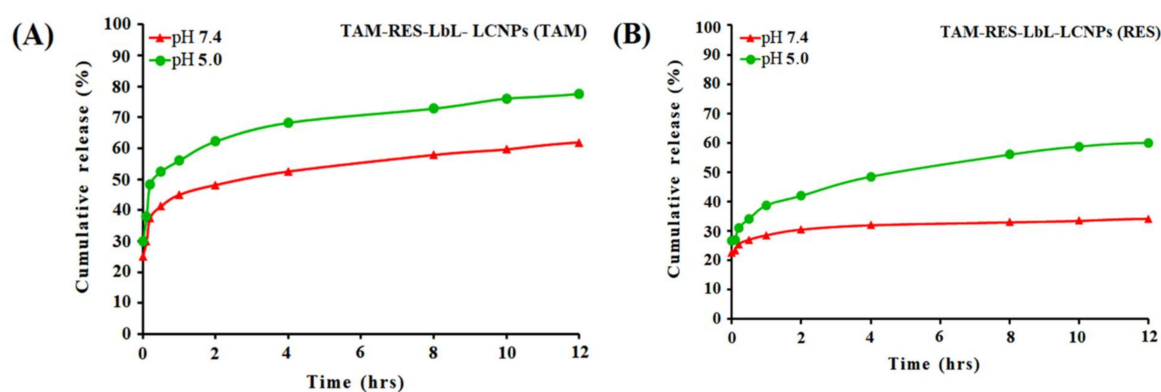 (A)
TAM-RES-LbL- LCNPs (TAM)
pH 7.4
pH 5.0
Cumulative release (%)
100
90
80
70
60
50
40
30
20
10
0
0 2 4 6 8 10 12
Time (hrs)
(B)
TAM-RES-LbL-LCNPs (RES)
pH 7.4
pH 5.0
Cumulative release (%)
100
90
80
70
60
50
40
30
20
10
0
0 2 4 6 8 10 12
Time (hrs)